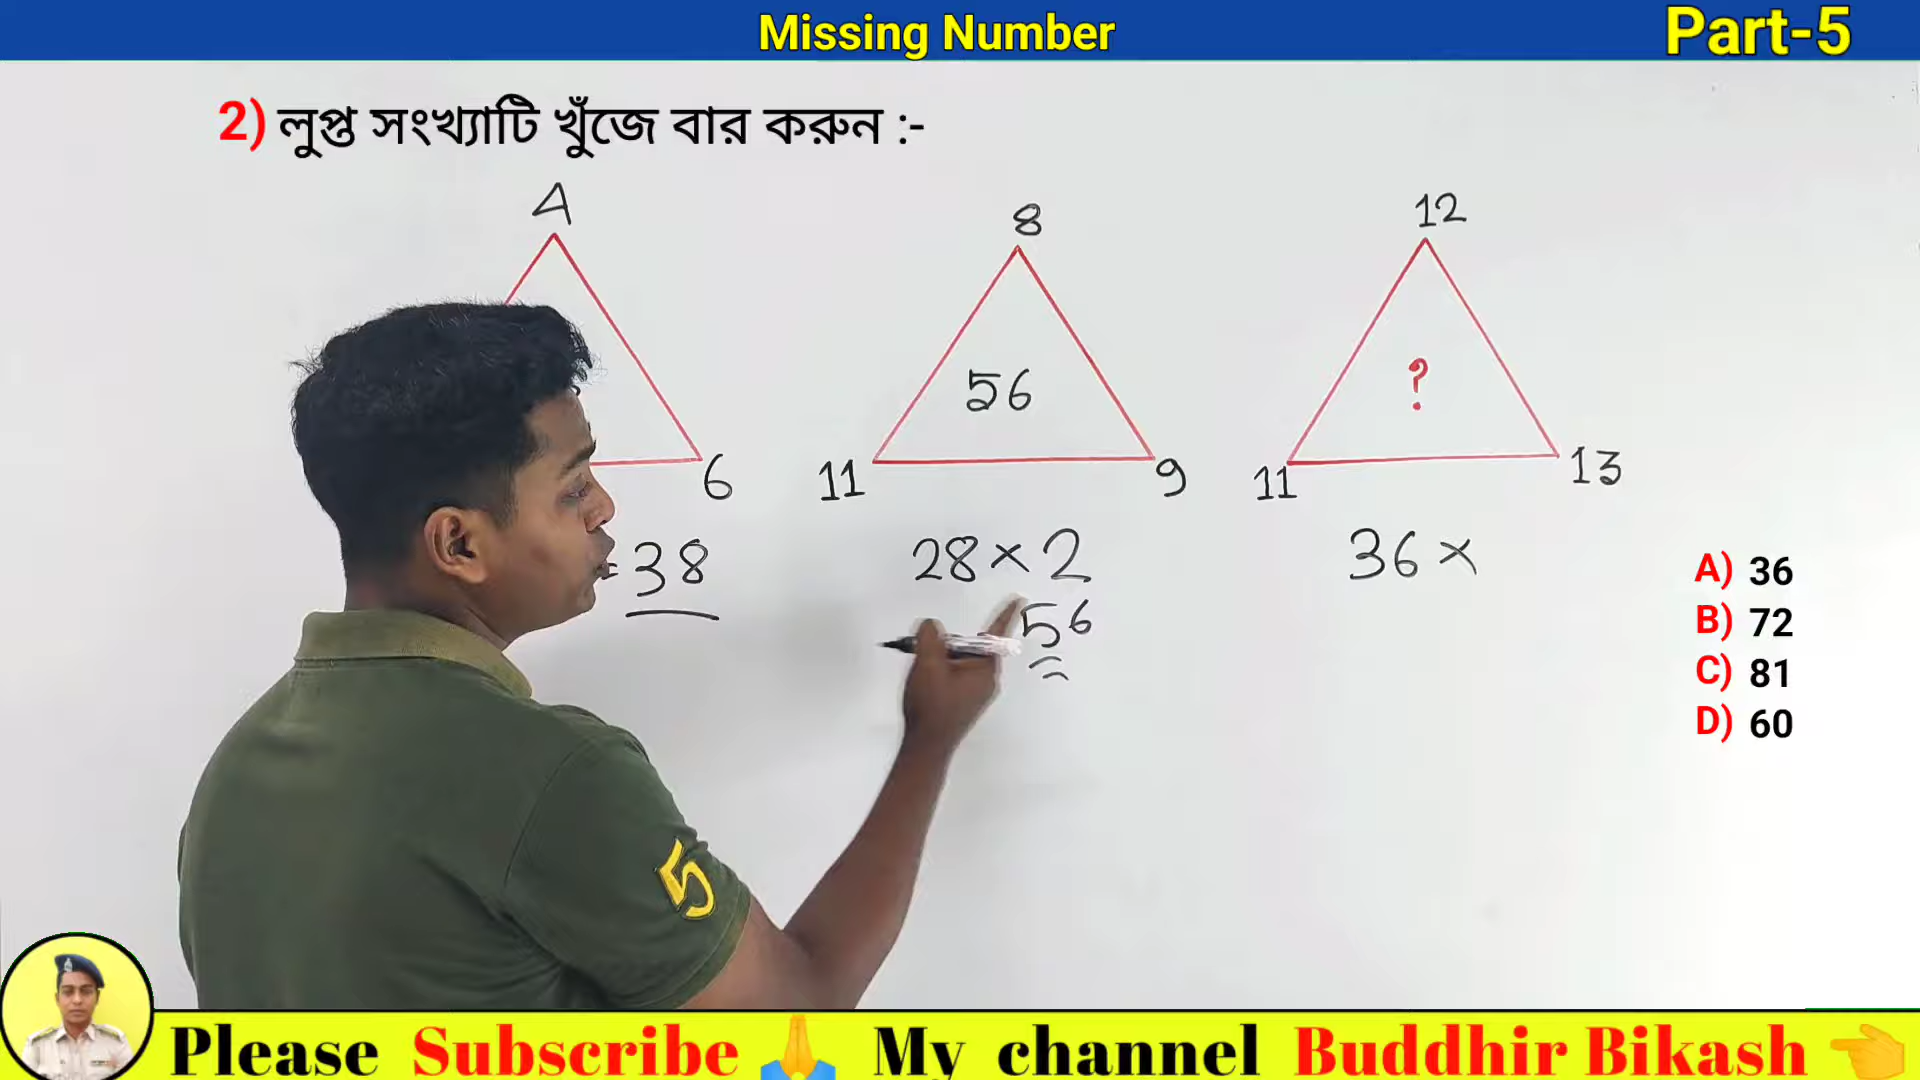 Missing Number
Part-5
2) লুপ্ত সংখ্যাটি খুঁজে বার করুন :-
4
8
12
56
?
6
11
9
11
13
= 38
28 × 2
36 ×
56
A) 36
B) 72
C) 81
D) 60
5
Please Subscribe 🙏 My channel Buddhir Bikash 👈